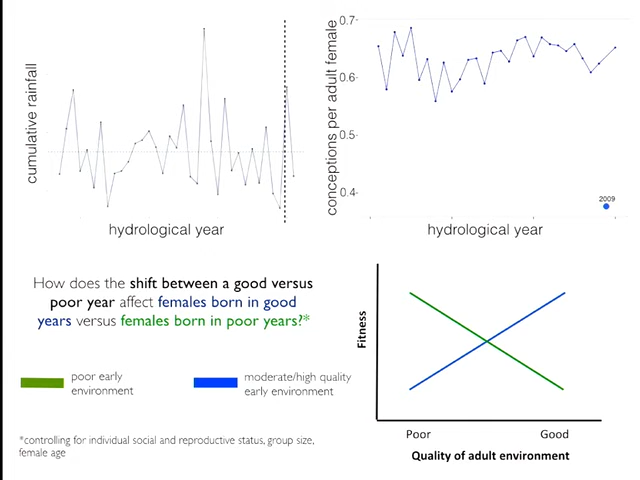 cumulative rainfall
hydrological year
conceptions per adult female
0.7
0.6
0.5
0.4
2009
hydrological year
How does the shift between a good versus
poor year affect females born in good
years versus females born in poor years?*
poor early
environment
moderate/high quality
early environment
*controlling for individual social and reproductive status, group size,
female age
Fitness
Poor
Good
Quality of adult environment